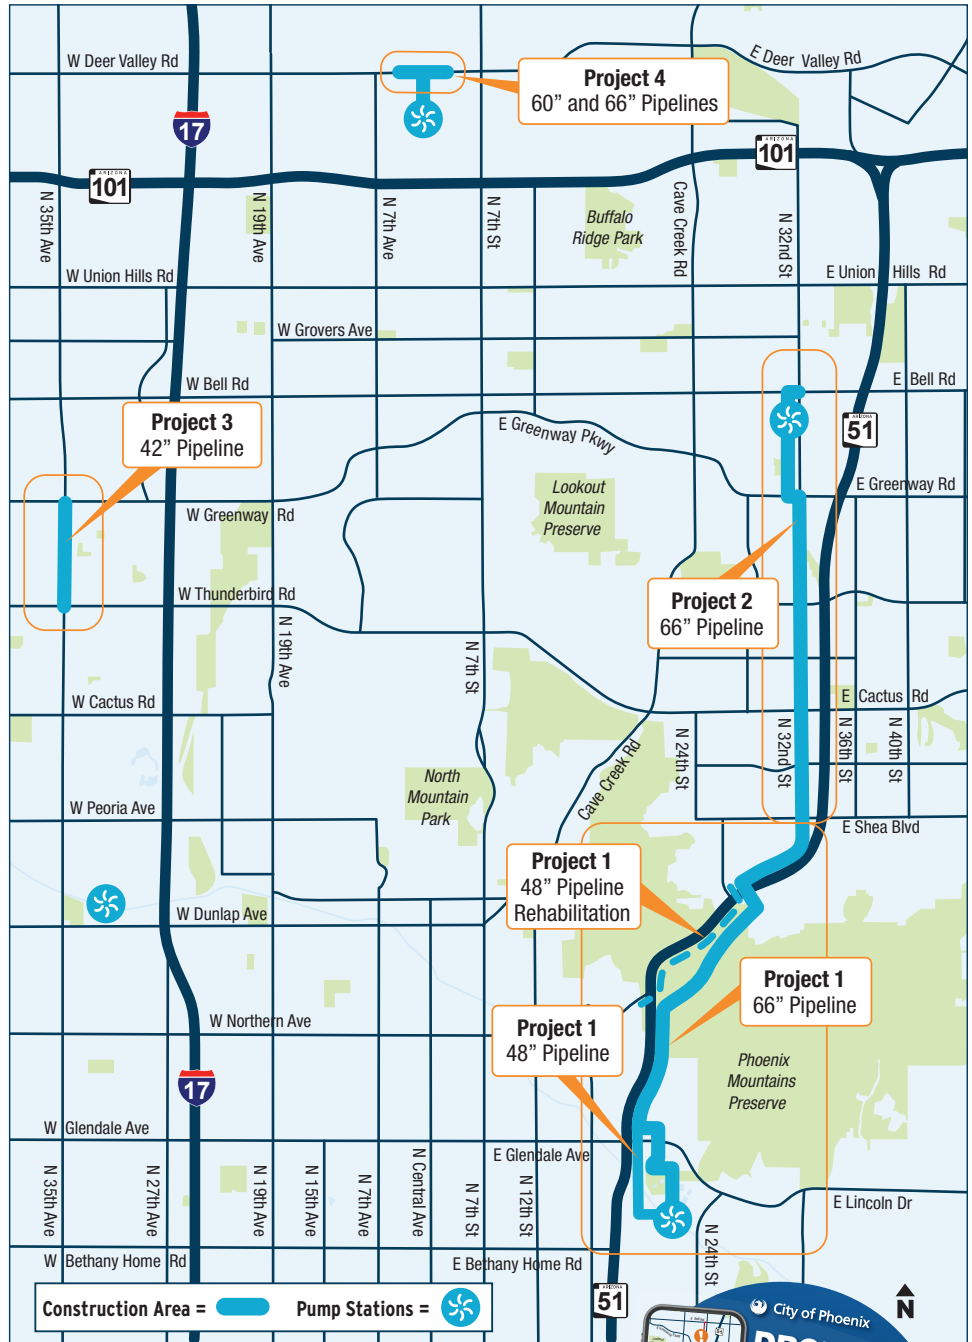 W Deer Valley Rd
E Deer Valley Rd
Project 4
60” and 66” Pipelines
17
ARIZONA
101
ARIZONA
101
N 35th Ave
N 19th Ave
N 7th Ave
N 7th St
Buffalo
Ridge Park
Cave Creek Rd
N 32nd St
W Union Hills Rd
E Union Hills Rd
W Grovers Ave
W Bell Rd
E Bell Rd
Project 3
42” Pipeline
E Greenway Pkwy
ARIZONA
51
W Greenway Rd
E Greenway Rd
Lookout
Mountain
Preserve
W Thunderbird Rd
Project 2
66” Pipeline
N 19th Ave
N 7th St
W Cactus Rd
E Cactus Rd
N 24th St
N 32nd St
N 36th St
N 40th St
Cave Creek Rd
North
Mountain
Park
W Peoria Ave
E Shea Blvd
Project 1
48” Pipeline
Rehabilitation
W Dunlap Ave
Project 1
66” Pipeline
W Northern Ave
Project 1
48” Pipeline
17
Phoenix
Mountains
Preserve
W Glendale Ave
E Glendale Ave
N 35th Ave
N 27th Ave
N 19th Ave
N 15th Ave
N 7th Ave
N Central Ave
N 7th St
N 12th St
E Lincoln Dr
N 24th St
W Bethany Home Rd
E Bethany Home Rd
Construction Area =
Pump Stations =
ARIZONA
51
City of Phoenix
N